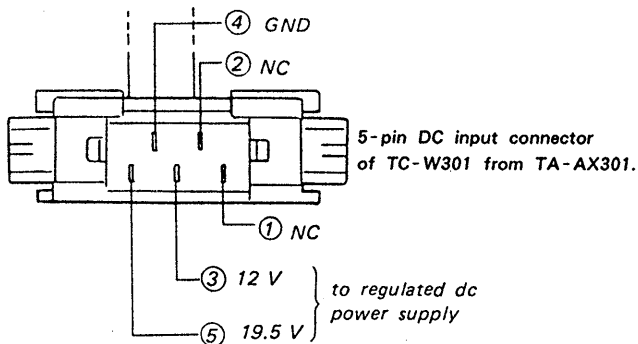 ④ GND
② NC
5-pin DC input connector
of TC-W301 from TA-AX301.
① NC
③ 12 V
to regulated dc
power supply
⑤ 19.5 V